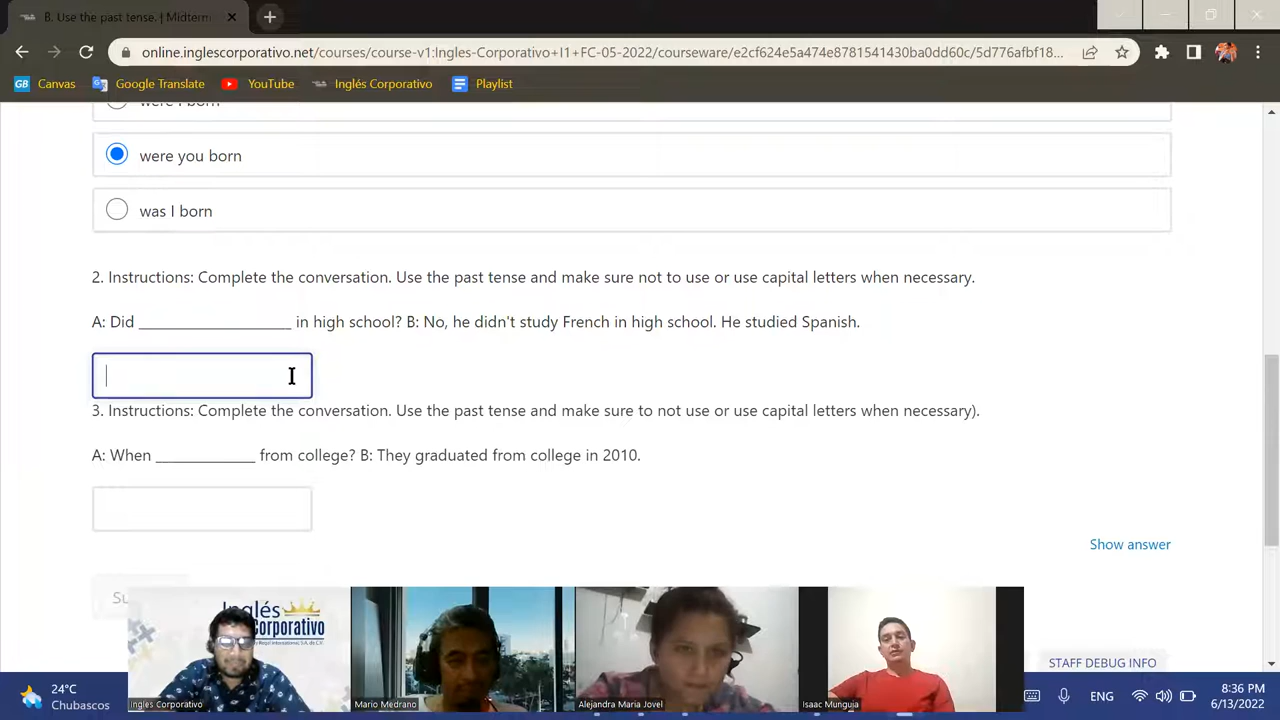 B. Use the past tense. | Midterm
online.inglescorporativo.net/courses/course-v1:Ingles-Corporativo+I1+FC-05-2022/courseware/e2cf624e5a474e8781541430ba0dd60c/5d776afbf18...
GB Canvas Google Translate YouTube Inglés Corporativo Playlist
were I born
were you born
was I born
2. Instructions: Complete the conversation. Use the past tense and make sure not to use or use capital letters when necessary.
A: Did ___________________ in high school? B: No, he didn't study French in high school. He studied Spanish.
3. Instructions: Complete the conversation. Use the past tense and make sure to not use or use capital letters when necessary).
A: When ____________ from college? B: They graduated from college in 2010.
Show answer
Su
Inglés Corporativo
STAFF DEBUG INFO
Ingles Corporativo Mario Medrano Alejandra Maria Jovel Isaac Munguia
24°C
Chubascos
ENG
8:36 PM
6/13/2022